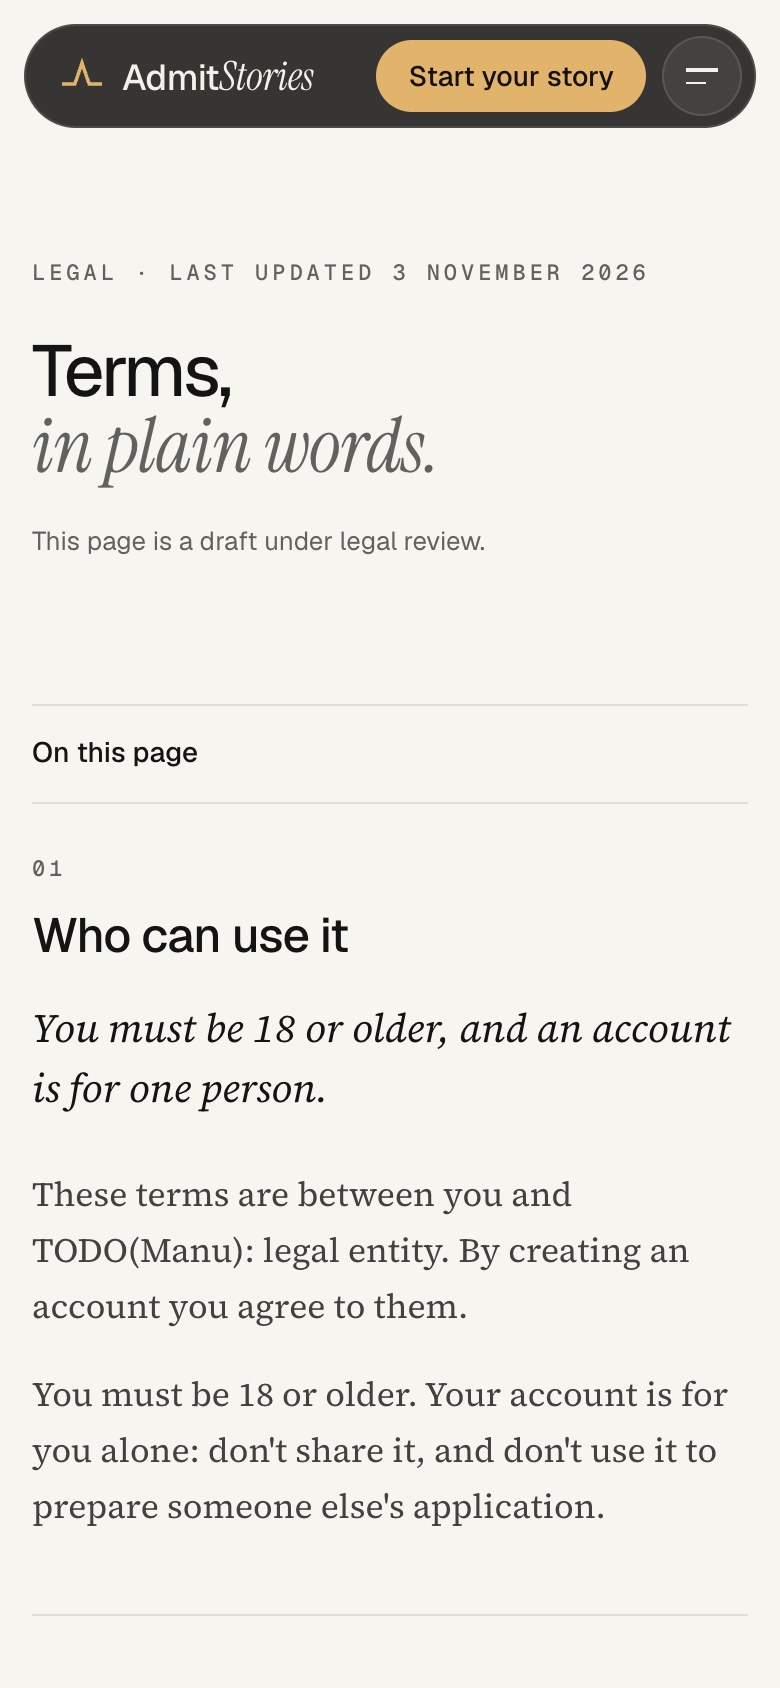 AdmitStories
Start your story
LEGAL · LAST UPDATED 3 NOVEMBER 2026
Terms,
in plain words.
This page is a draft under legal review.
On this page
01
Who can use it
You must be 18 or older, and an account
is for one person.
These terms are between you and
TODO(Manu): legal entity. By creating an
account you agree to them.
You must be 18 or older. Your account is for
you alone: don't share it, and don't use it to
prepare someone else's application.